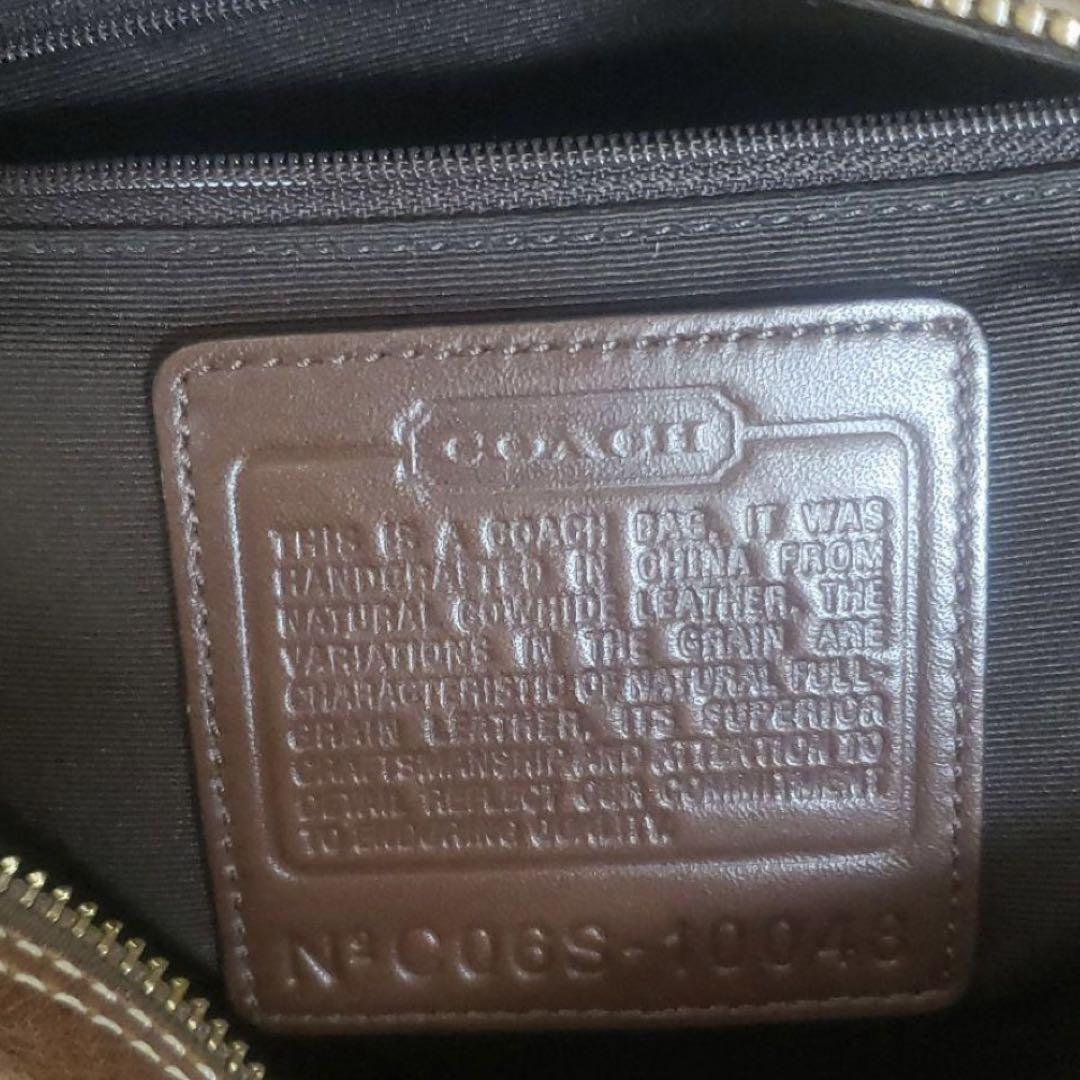 COACH
THIS IS A COACH BAG. IT WAS
HANDCRAFTED IN CHINA FROM
NATURAL COWHIDE LEATHER. THE
VARIATIONS IN THE GRAIN ARE
CHARACTERISTIC OF NATURAL FULL-
GRAIN LEATHER. ITS SUPERIOR
CRAFTSMANSHIP AND ATTENTION TO
DETAIL REFLECT OUR COMMITMENT
TO ENDURING QUALITY.
Nº C06S-10048